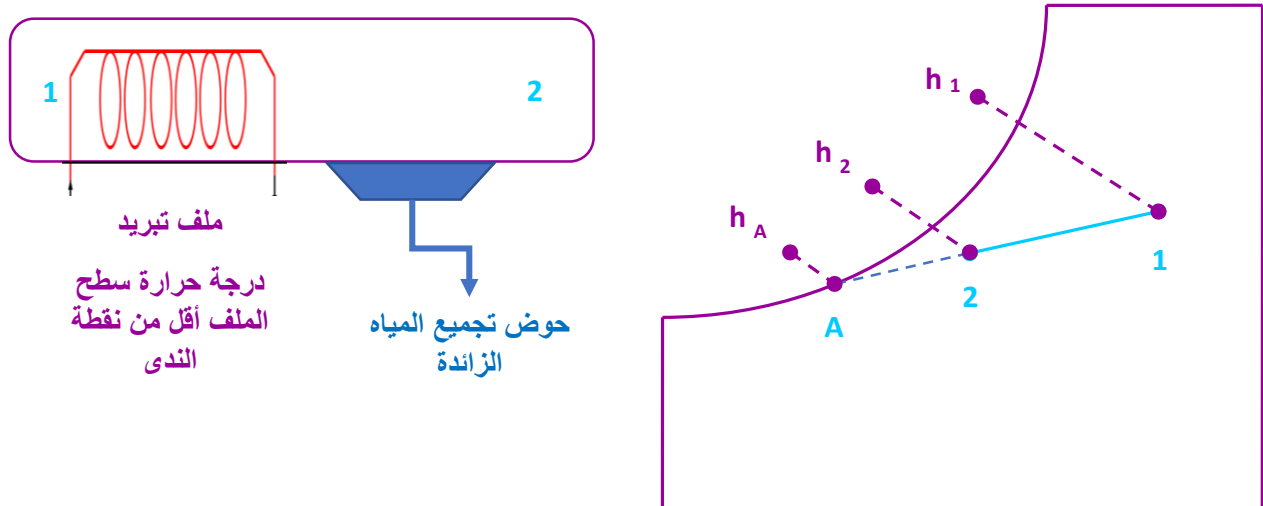 1
2
ملف تبريد
درجة حرارة سطح
الملف أقل من نقطة
الندى
حوض تجميع المياه
الزائدة
h 1
h 2
h A
1
2
A